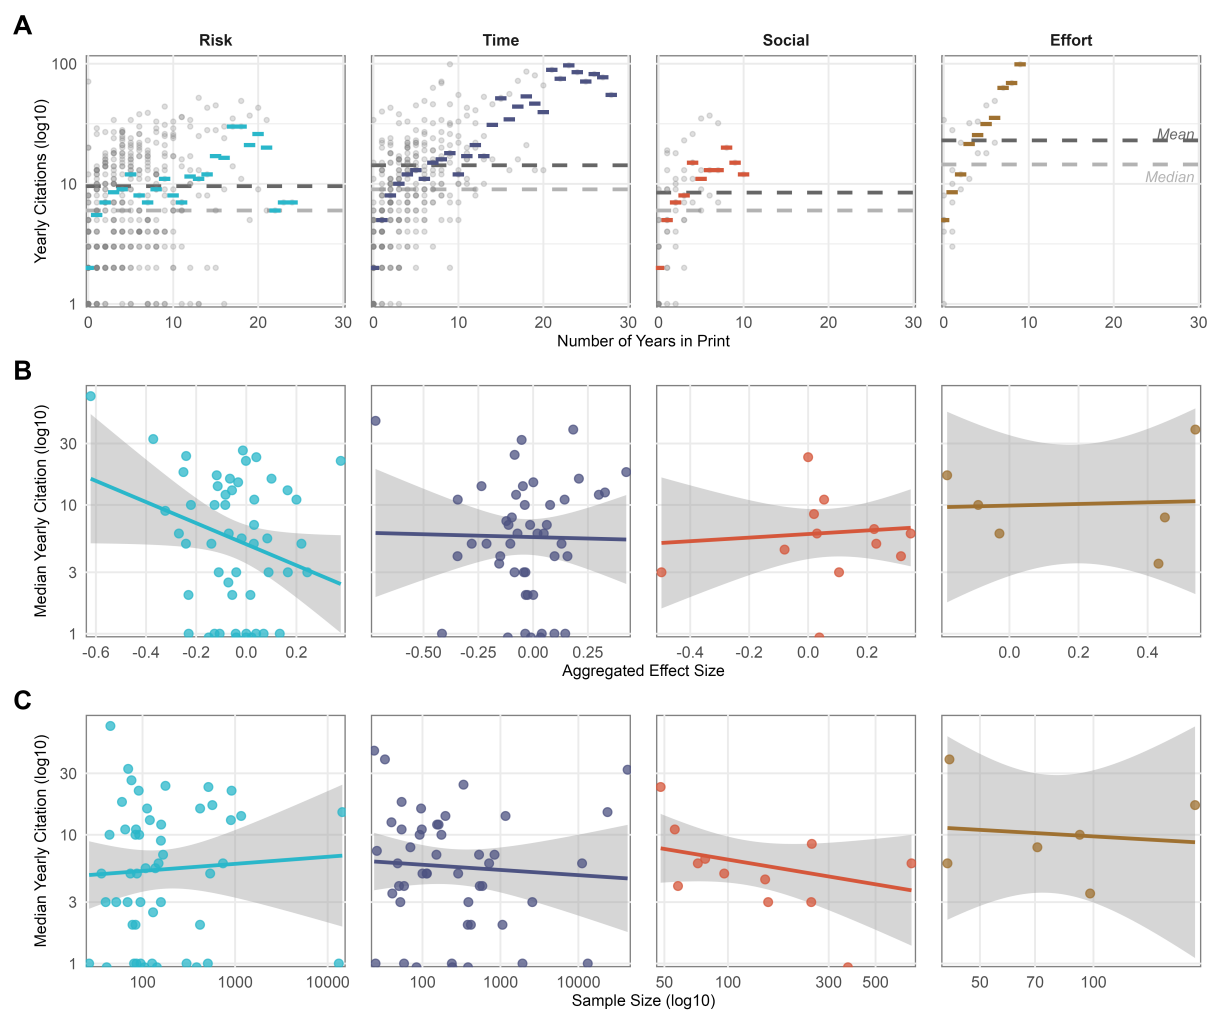 A
Risk Time Social Effort
Yearly Citations (log10)
100
10
1
Mean
Median
0 10 20 30 0 10 20 30 0 10 20 30 0 10 20 30
Number of Years in Print
B
Median Yearly Citation (log10)
30
10
3
1
-0.6 -0.4 -0.2 0.0 0.2 -0.50 -0.25 0.00 0.25 -0.4 -0.2 0.0 0.2 0.0 0.2 0.4
Aggregated Effect Size
C
Median Yearly Citation (log10)
30
10
3
1
100 1000 10000 100 1000 10000 50 100 300 500 50 70 100
Sample Size (log10)